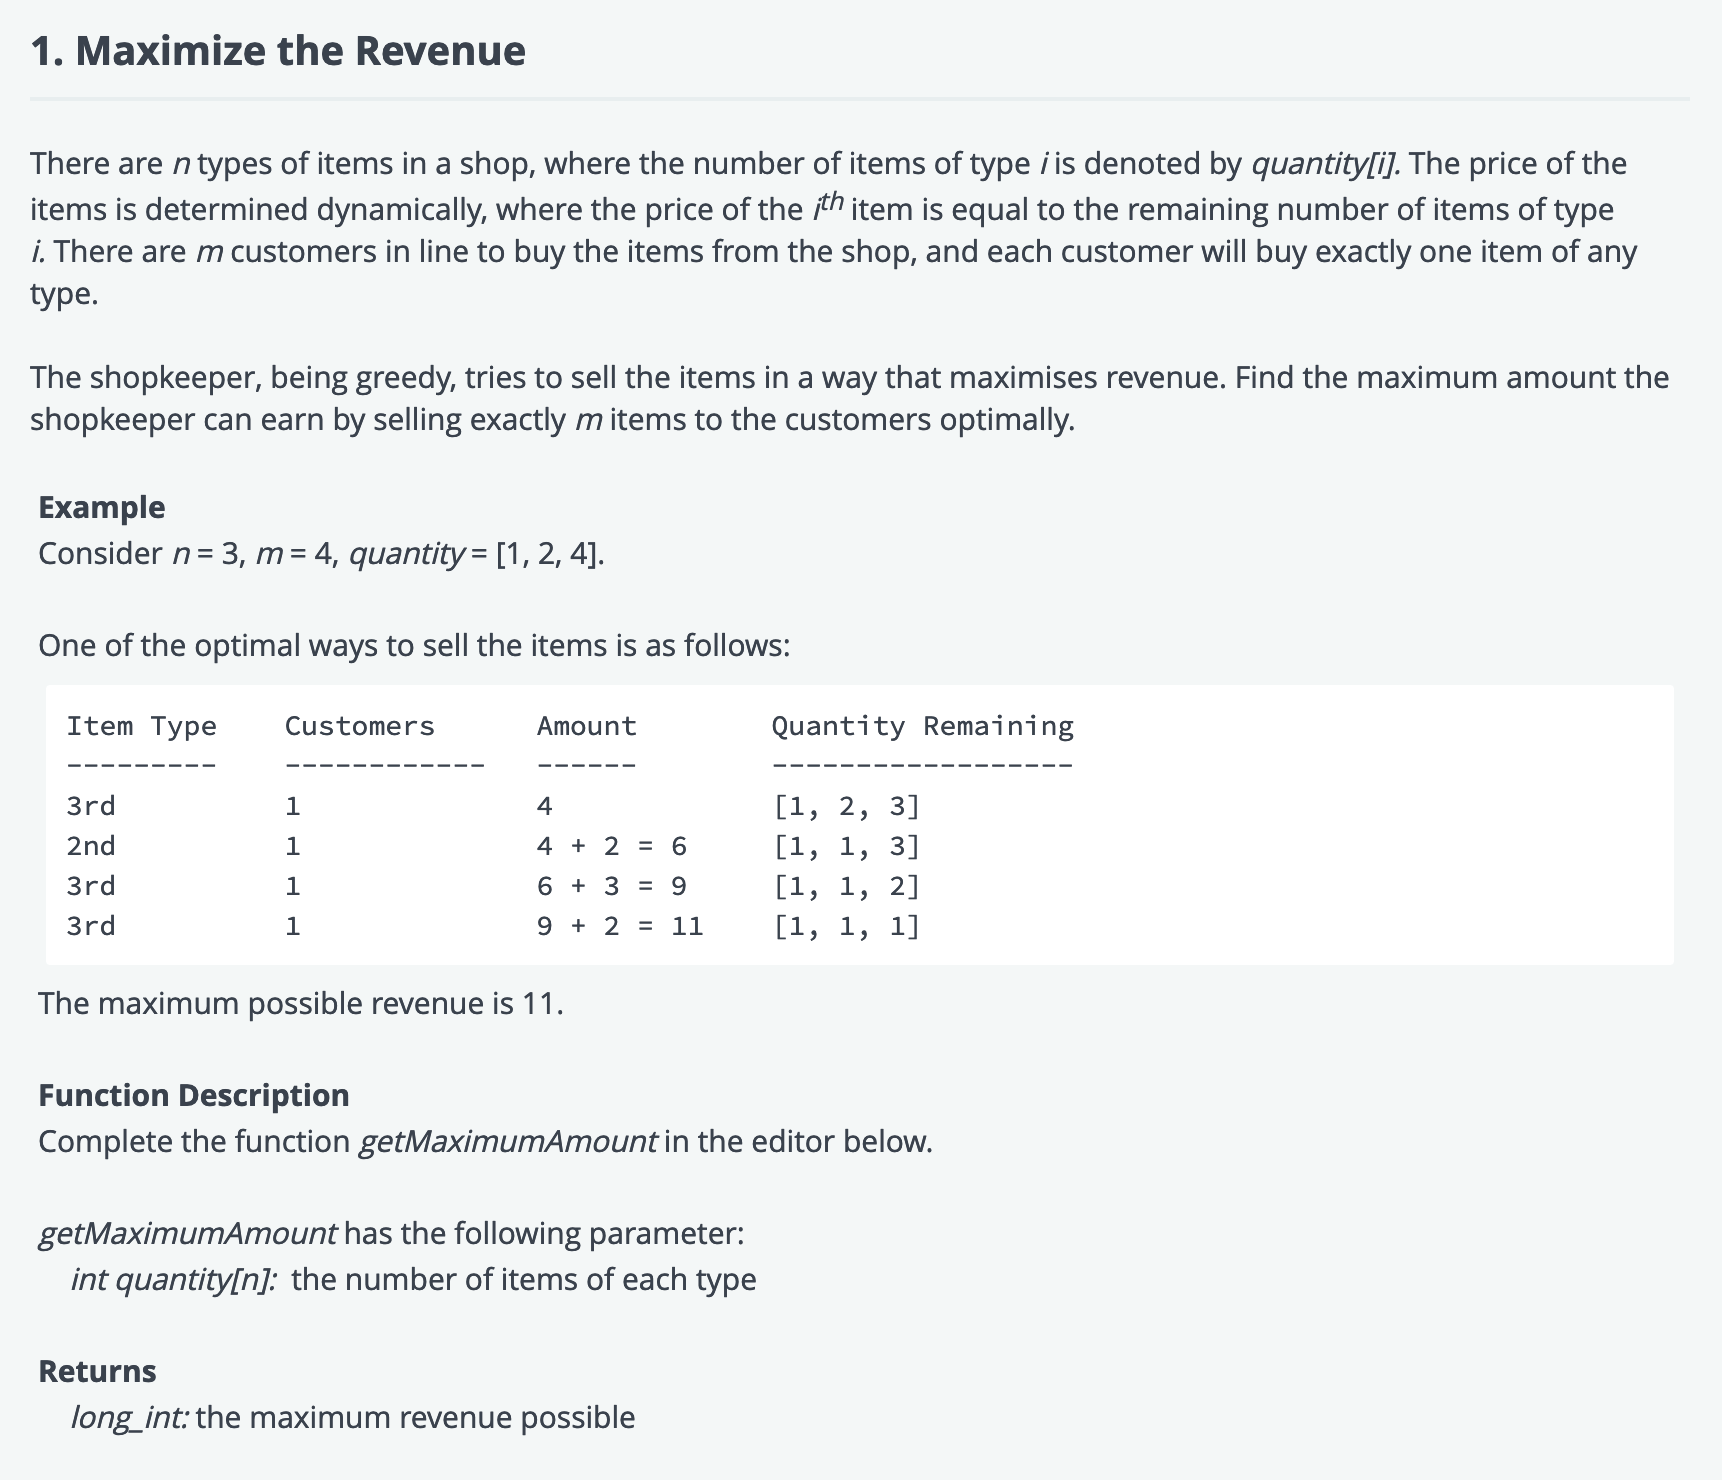 1. Maximize the Revenue
There are n types of items in a shop, where the number of items of type i is denoted by quantity[i]. The price of the
items is determined dynamically, where the price of the ith item is equal to the remaining number of items of type
i. There are m customers in line to buy the items from the shop, and each customer will buy exactly one item of any
type.
The shopkeeper, being greedy, tries to sell the items in a way that maximises revenue. Find the maximum amount the
shopkeeper can earn by selling exactly m items to the customers optimally.
Example
Consider n = 3, m = 4, quantity = [1, 2, 4].
One of the optimal ways to sell the items is as follows:
Item Type    Customers      Amount        Quantity Remaining
---------    ------------   ------        ------------------
3rd          1              4             [1, 2, 3]
2nd          1              4 + 2 = 6     [1, 1, 3]
3rd          1              6 + 3 = 9     [1, 1, 2]
3rd          1              9 + 2 = 11    [1, 1, 1]
The maximum possible revenue is 11.
Function Description
Complete the function getMaximumAmount in the editor below.
getMaximumAmount has the following parameter:
int quantity[n]: the number of items of each type
Returns
long_int: the maximum revenue possible